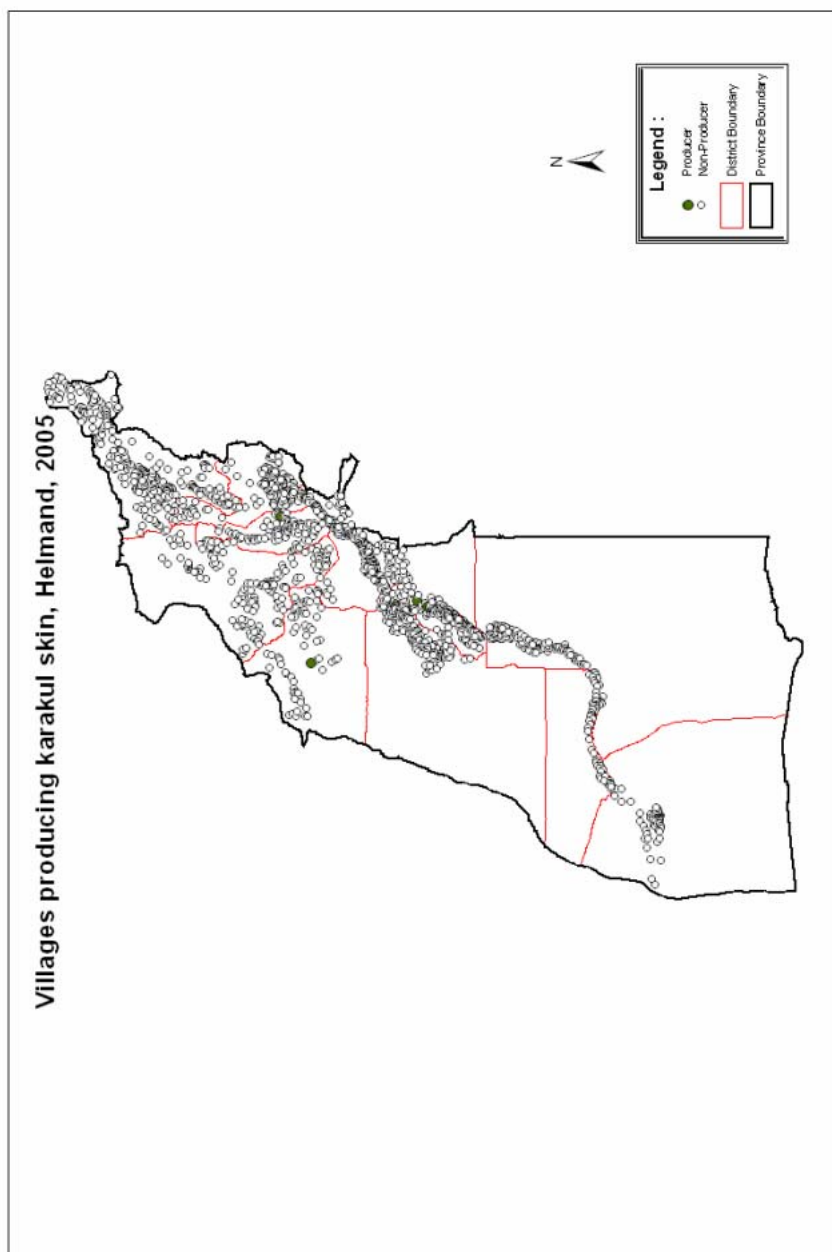 Villages producing karakul skin, Helmand, 2005
N
Legend :
Producer
Non-Producer
District Boundary
Province Boundary